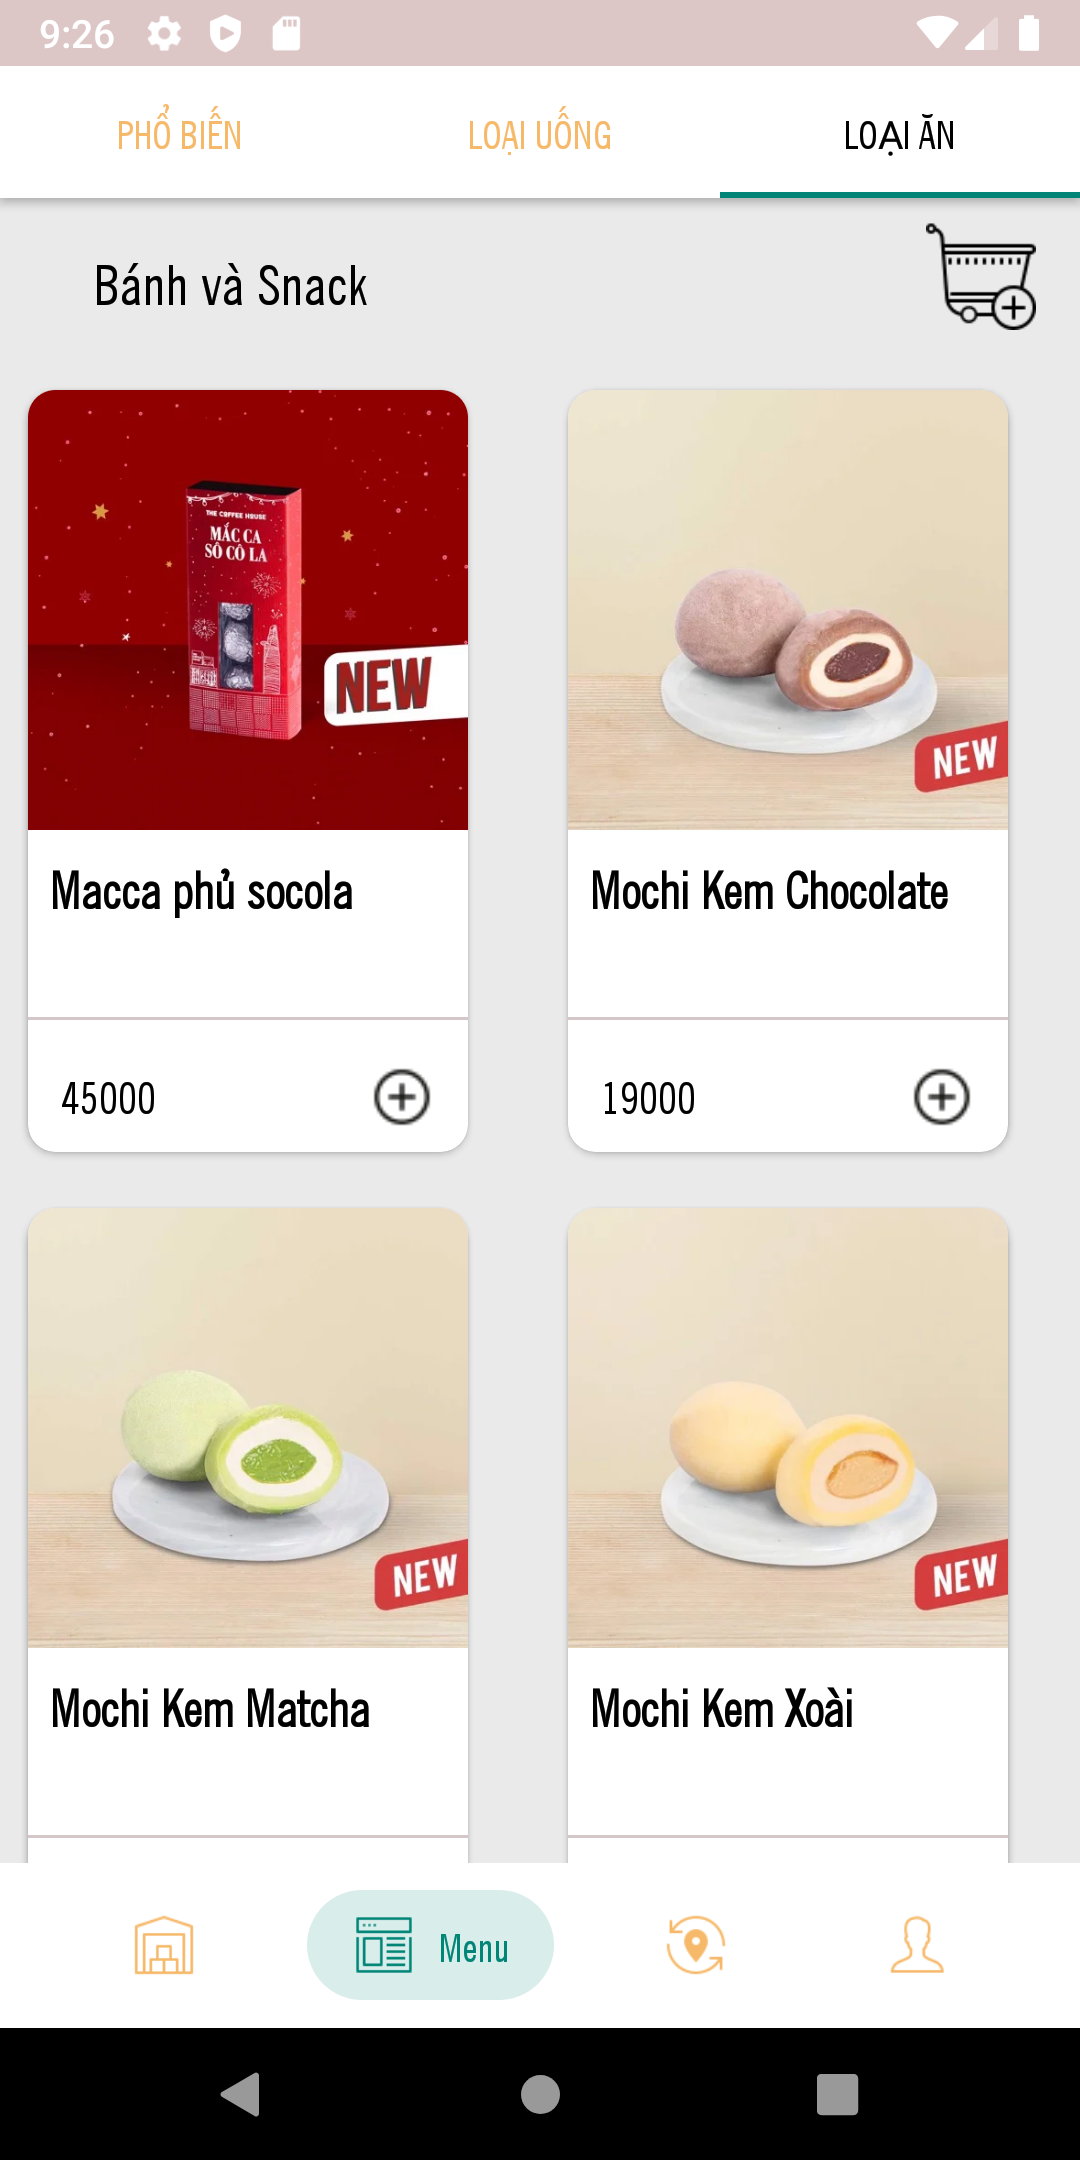 9:26
PHỔ BIẾN
LOẠI UỐNG
LOẠI ĂN
Bánh và Snack
THE COFFEE HOUSE
MẮC CA
SÔ CÔ LA
NEW
NEW
Macca phủ socola
Mochi Kem Chocolate
45000
19000
NEW
NEW
Mochi Kem Matcha
Mochi Kem Xoài
Menu